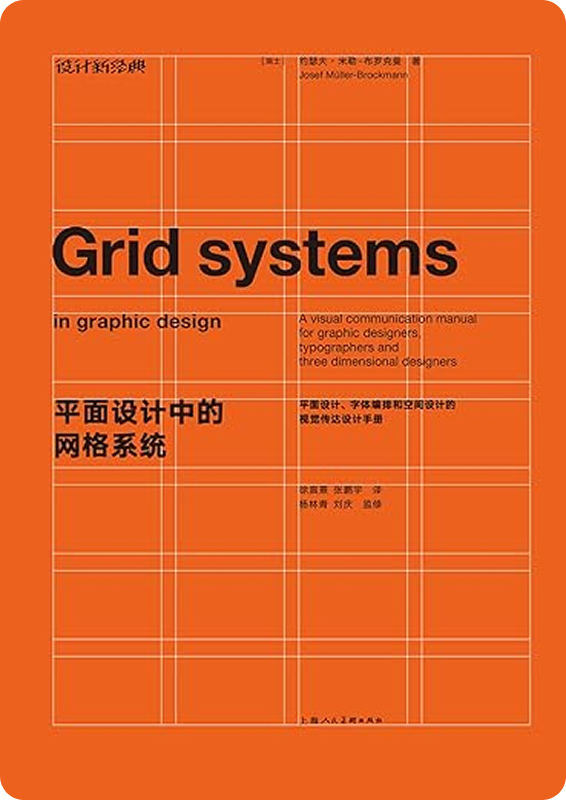 设计新经典
[瑞士] 约瑟夫·米勒-布罗克曼 著
Josef Müller-Brockmann
Grid systems
in graphic design
A visual communication manual
for graphic designers,
typographers and
three dimensional designers
平面设计中的
网格系统
平面设计、字体编排和空间设计的
视觉传达设计手册
徐宸熹 张鹏宇 译
杨林青 刘庆 监修
上海人民美术出版社